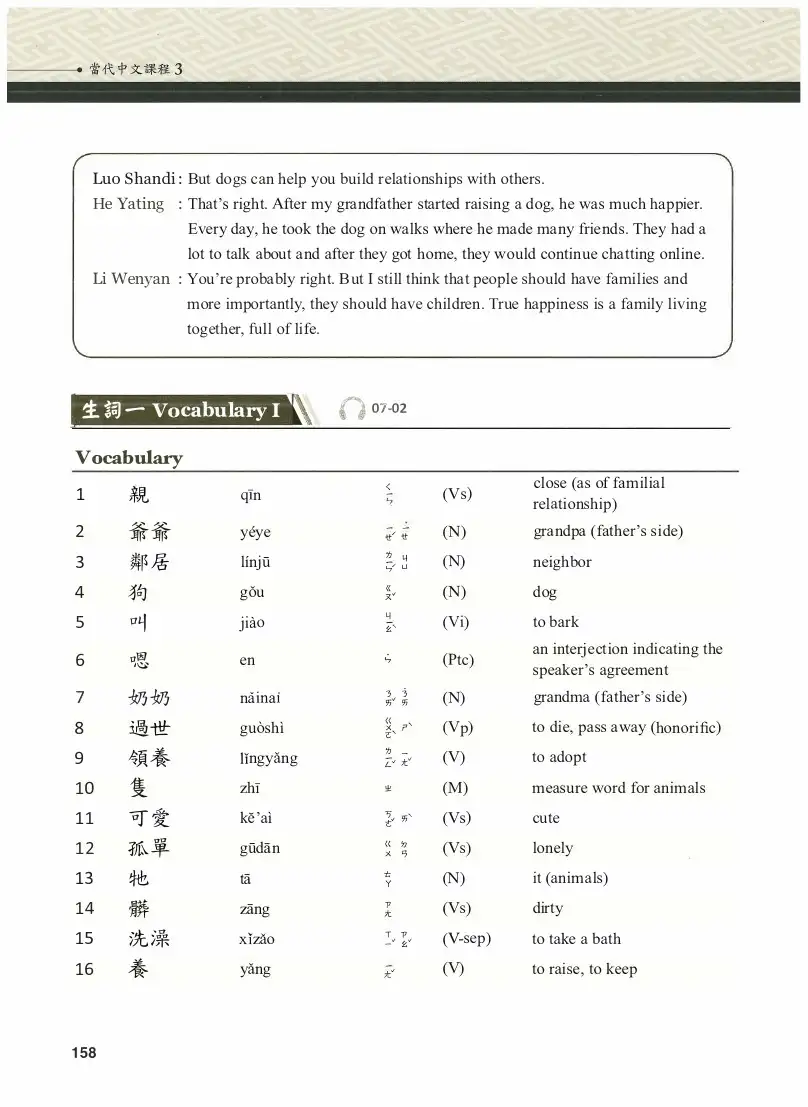 當代中文課程 3
Luo Shandi : But dogs can help you build relationships with others.
He Yating : That's right. After my grandfather started raising a dog, he was much happier.
Every day, he took the dog on walks where he made many friends. They had a
lot to talk about and after they got home, they would continue chatting online.
Li Wenyan : You're probably right. But I still think that people should have families and
more importantly, they should have children. True happiness is a family living
together, full of life.
生詞一 Vocabulary I 07-02
Vocabulary
1 親 qīn ㄑㄧㄣ (Vs) close (as of familial
relationship)
2 爺爺 yéye ㄧㄝˊ ˙ㄧㄝ (N) grandpa (father's side)
3 鄰居 línjū ㄌㄧㄣˊ ㄐㄩ (N) neighbor
4 狗 gǒu ㄍㄡˇ (N) dog
5 叫 jiào ㄐㄧㄠˋ (Vi) to bark
6 嗯 en ˙ㄣ (Ptc) an interjection indicating the
speaker's agreement
7 奶奶 nǎinai ㄋㄞˇ ˙ㄋㄞ (N) grandma (father's side)
8 過世 guòshì ㄍㄨㄛˋ ㄕˋ (Vp) to die, pass away (honorific)
9 領養 lǐngyǎng ㄌㄧㄥˇ ㄧㄤˇ (V) to adopt
10 隻 zhī ㄓ (M) measure word for animals
11 可愛 kě'aì ㄎㄜˇ ㄞˋ (Vs) cute
12 孤單 gūdān ㄍㄨ ㄉㄢ (Vs) lonely
13 牠 tā ㄊㄚ (N) it (animals)
14 髒 zāng ㄗㄤ (Vs) dirty
15 洗澡 xǐzǎo ㄒㄧˇ ㄗㄠˇ (V-sep) to take a bath
16 養 yǎng ㄧㄤˇ (V) to raise, to keep
158